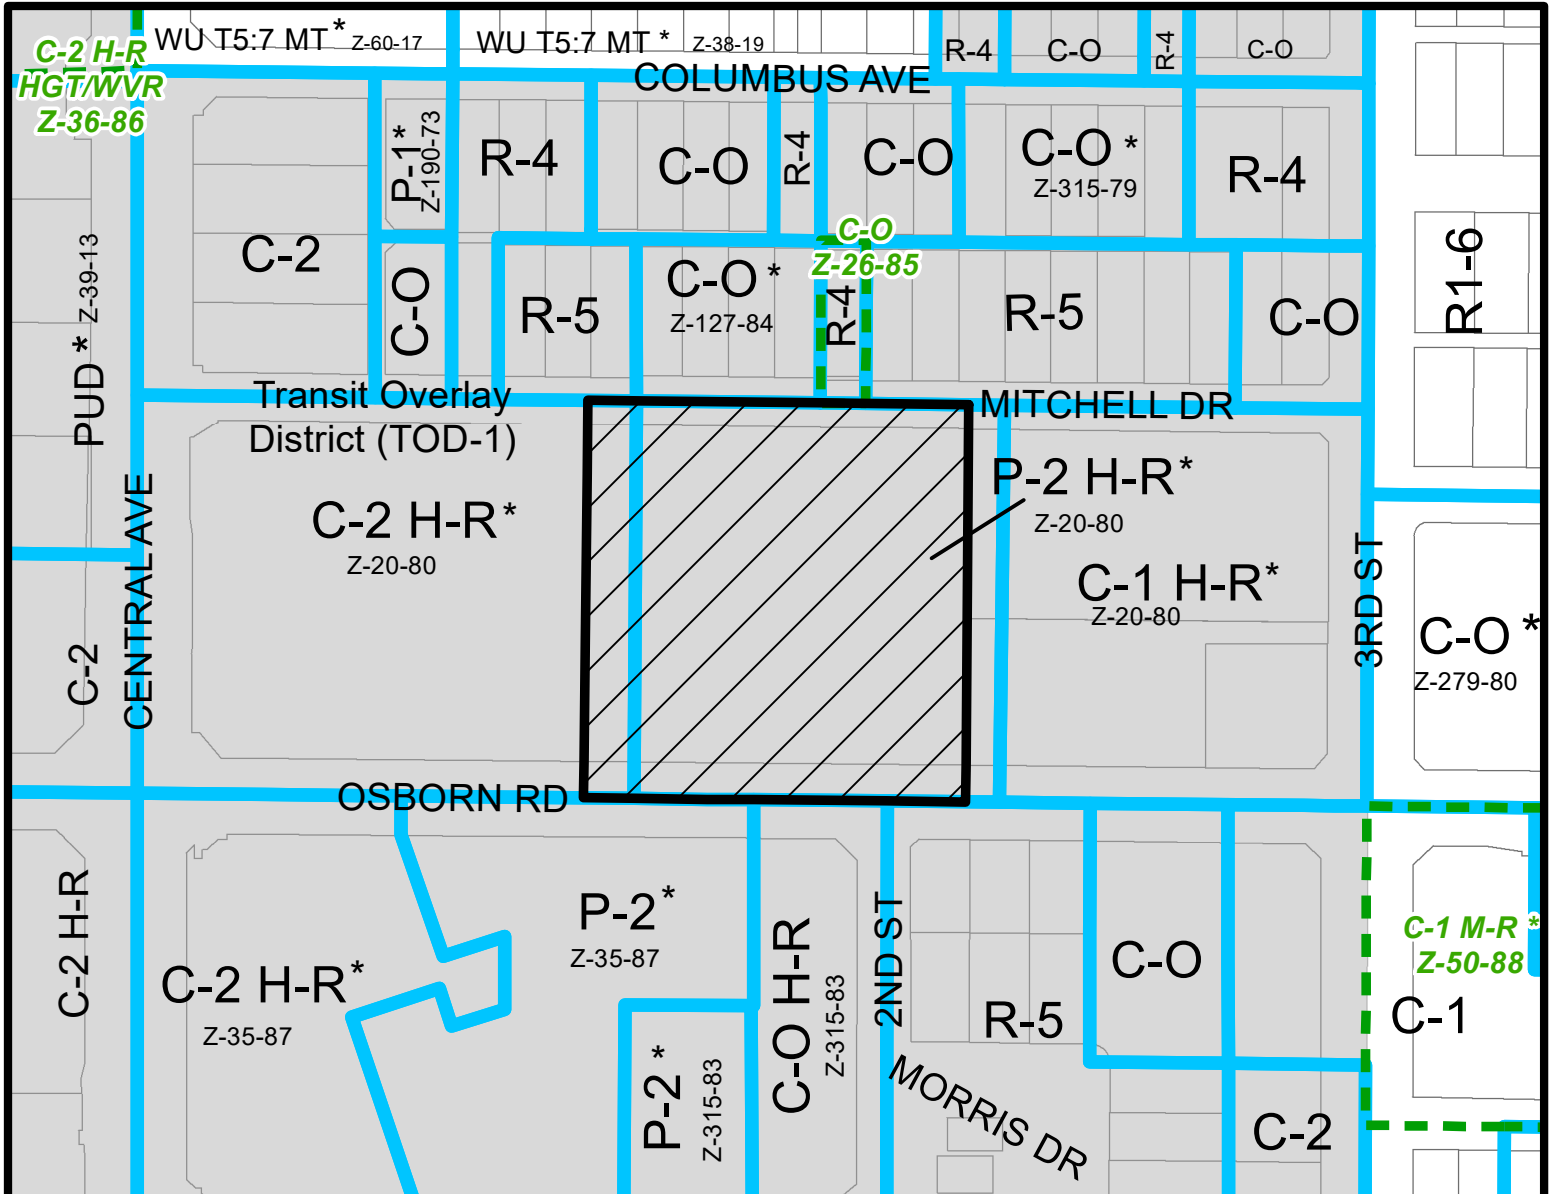 C-2 H-R
HGT/WVR
Z-36-86
WU T5:7 MT * Z-60-17
WU T5:7 MT * Z-38-19
R-4
C-O
R-4
C-O
COLUMBUS AVE
P-1 *
Z-190-73
R-4
C-O
R-4
C-O
C-O *
Z-315-79
R-4
C-2
C-O
R-5
C-O *
Z-127-84
C-O
Z-26-85
R-4
R-5
C-O
R1-6
PUD * Z-39-13
Transit Overlay
District (TOD-1)
MITCHELL DR
CENTRAL AVE
C-2 H-R *
Z-20-80
P-2 H-R *
Z-20-80
C-1 H-R *
Z-20-80
3RD ST
C-O *
Z-279-80
C-2
OSBORN RD
C-2 H-R
C-2 H-R *
Z-35-87
P-2 *
Z-35-87
P-2 *
Z-315-83
C-O H-R
Z-315-83
2ND ST
R-5
C-O
C-1 M-R *
Z-50-88
C-1
MORRIS DR
C-2